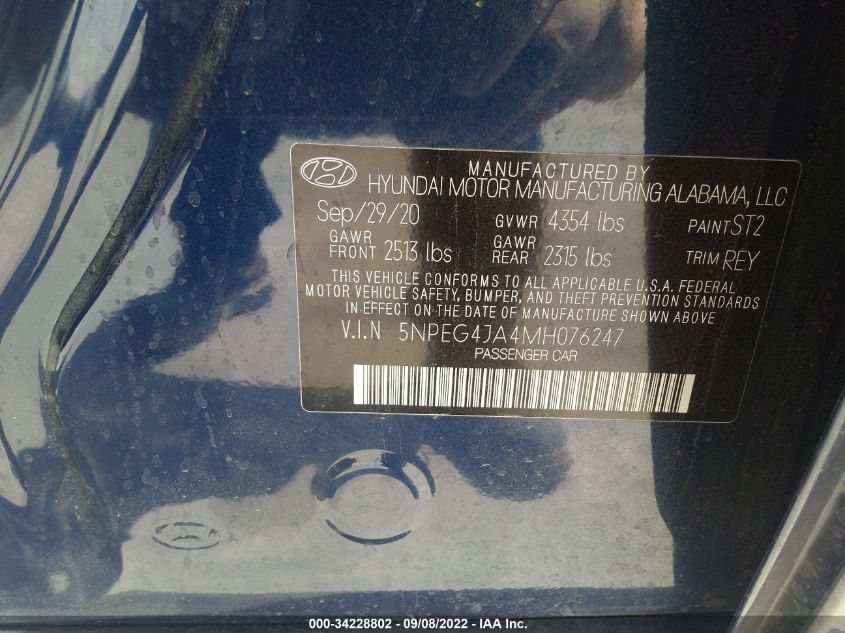 MANUFACTURED BY
HYUNDAI MOTOR MANUFACTURING ALABAMA, LLC
Sep/29/20 GVWR 4354 lbs PAINT ST2
GAWR FRONT 2513 lbs GAWR REAR 2315 lbs TRIM REY
THIS VEHICLE CONFORMS TO ALL APPLICABLE U.S.A. FEDERAL
MOTOR VEHICLE SAFETY, BUMPER, AND THEFT PREVENTION STANDARDS
IN EFFECT ON THE DATE OF MANUFACTURE SHOWN ABOVE
V.I.N 5NPEG4JA4MH076247
PASSENGER CAR
000-34228802 - 09/08/2022 - IAA Inc.